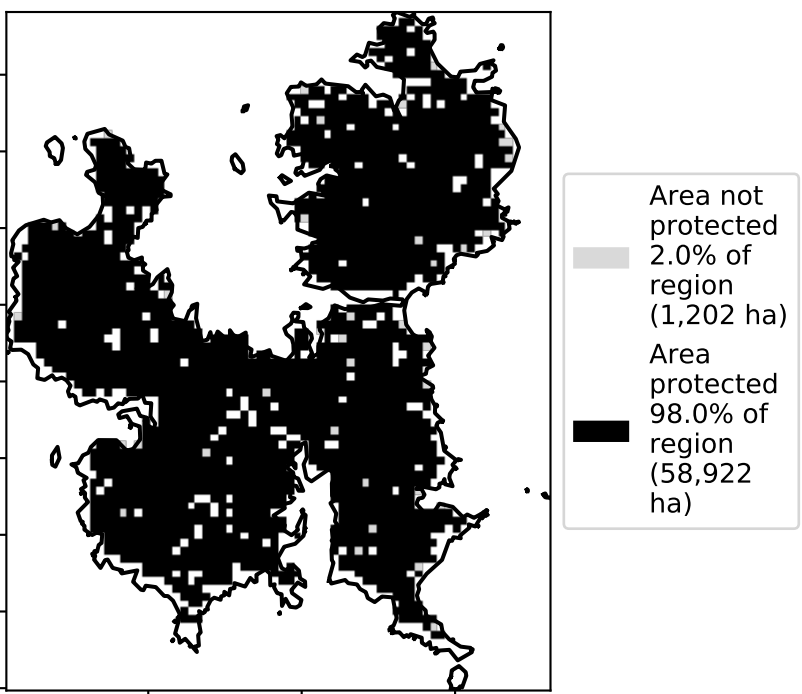 Area not
protected
2.0% of
region
(1,202 ha)
Area
protected
98.0% of
region
(58,922
ha)